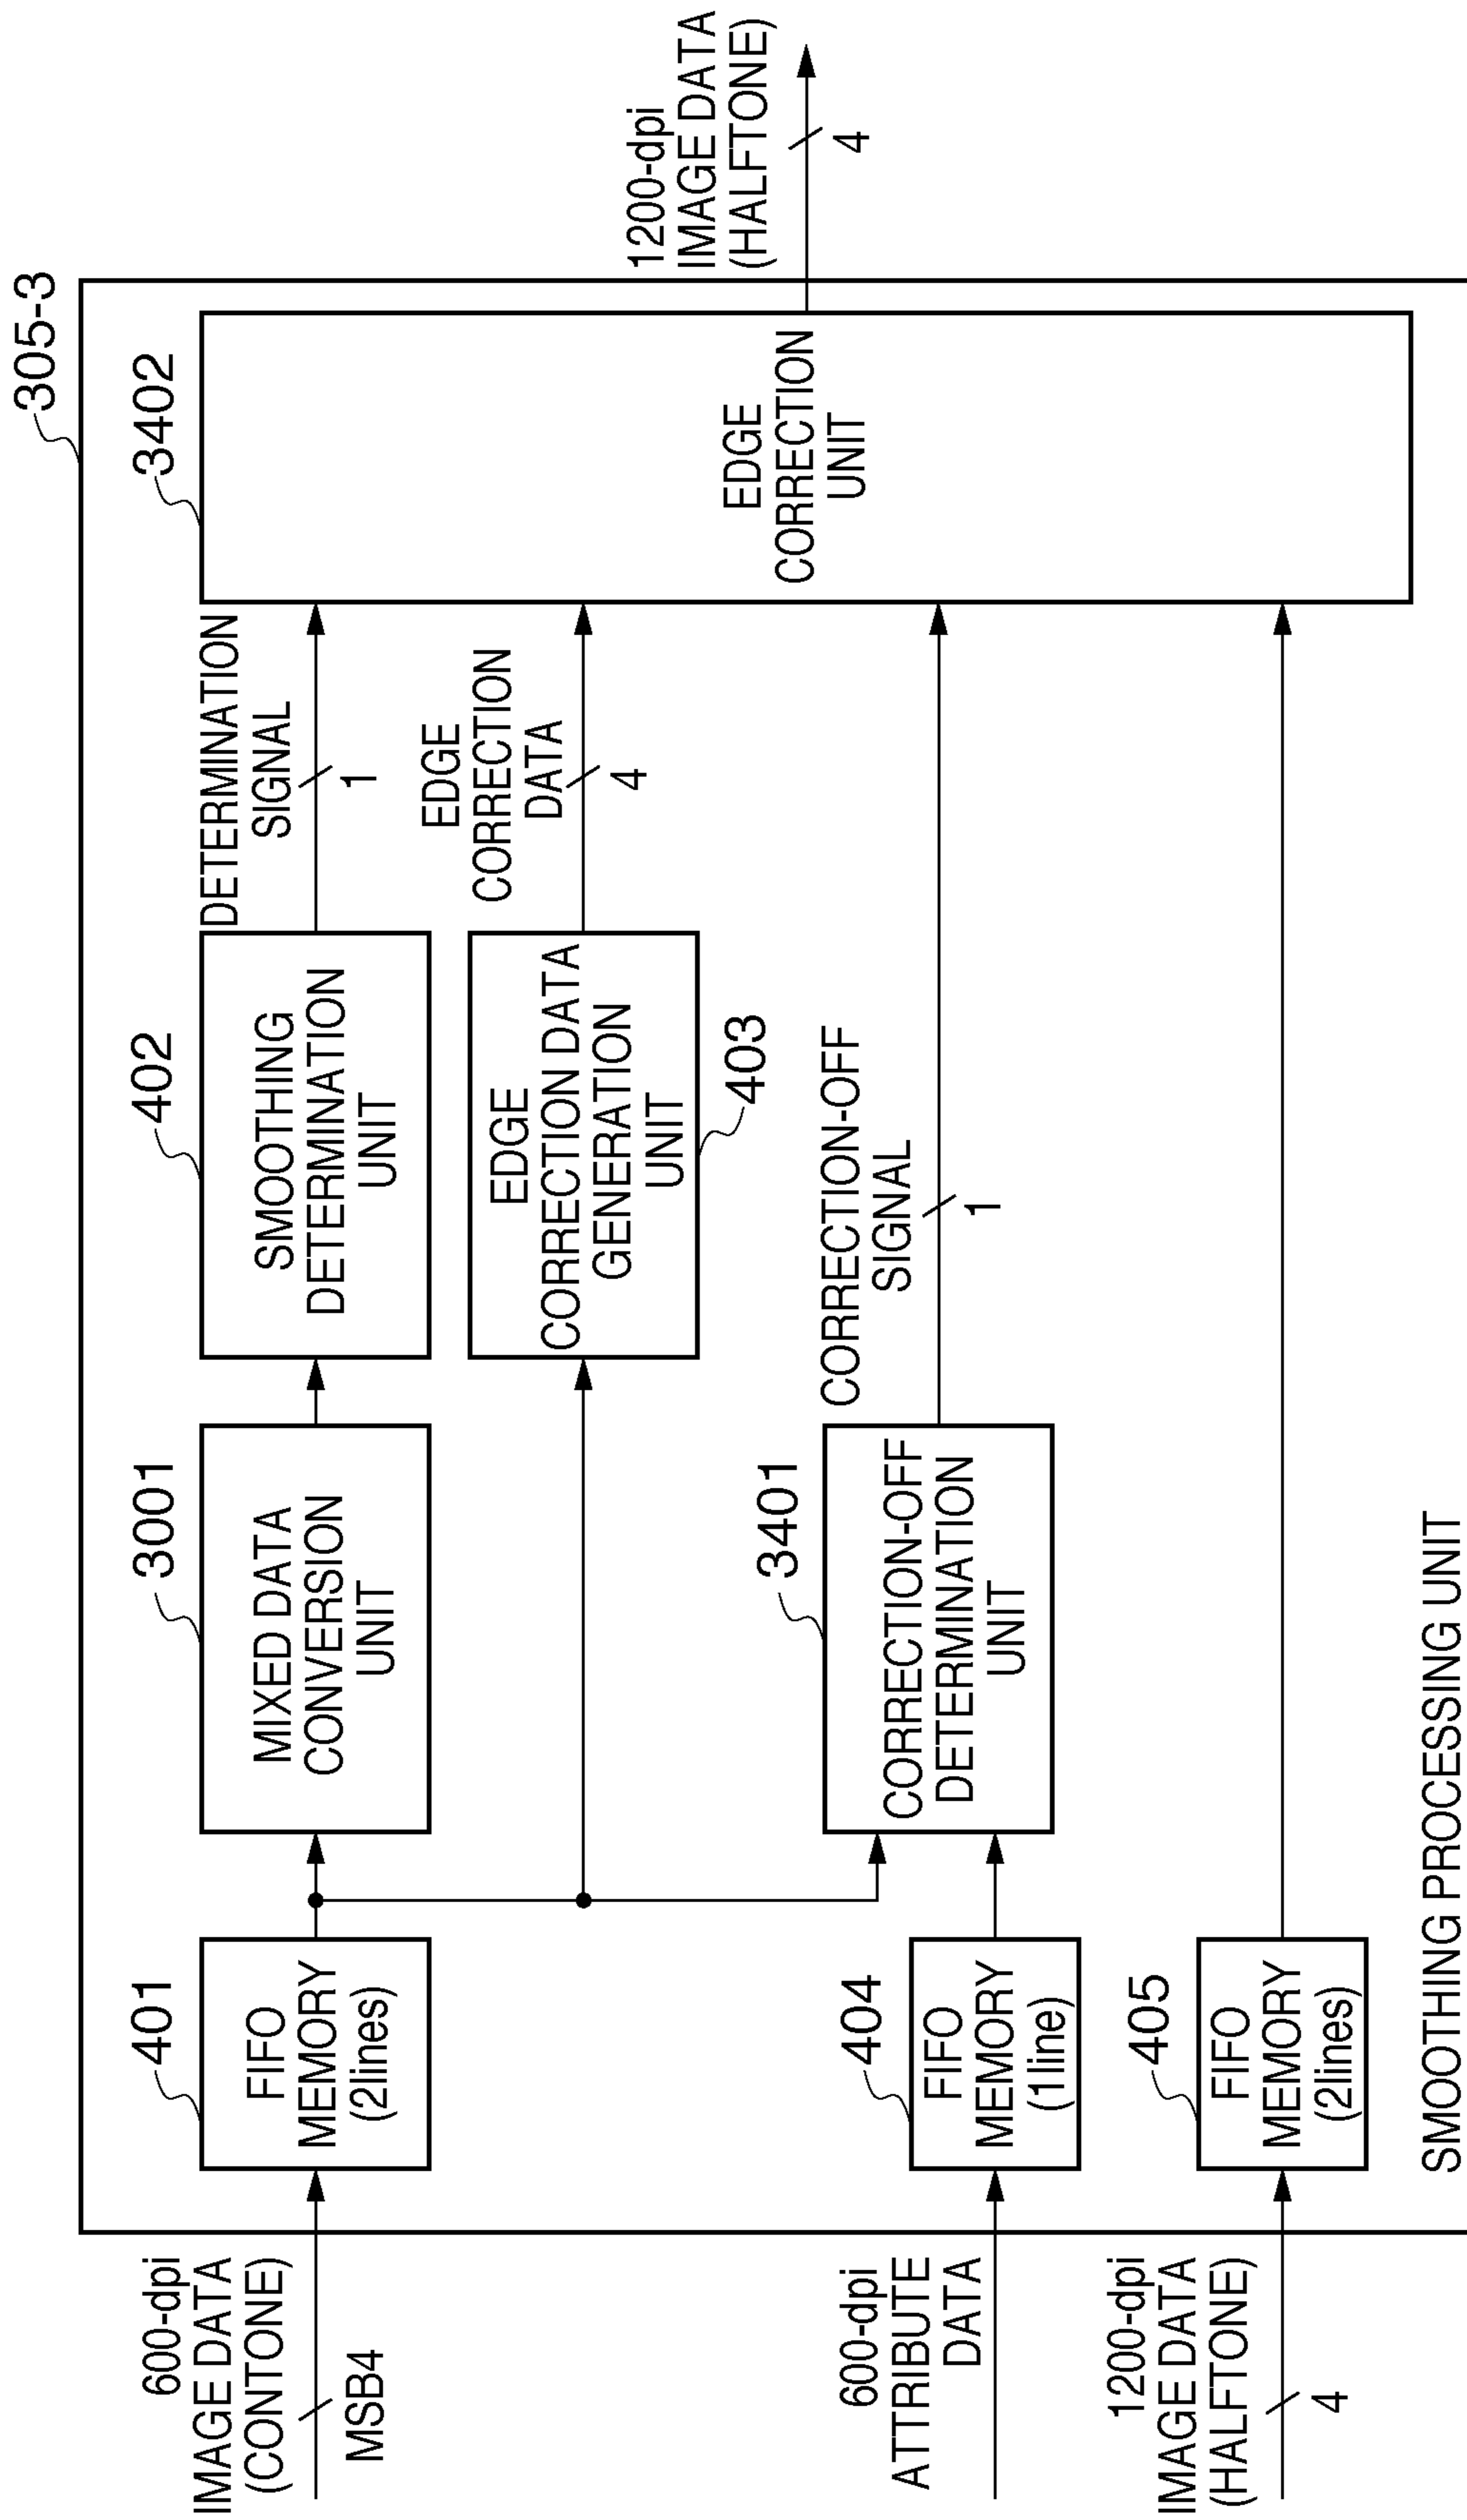 305-3
600-dpi
IMAGE DATA
(CONTONE)
MSB4
401
FIFO
MEMORY
(2lines)
3001
MIXED DATA
CONVERSION
UNIT
402
SMOOTHING
DETERMINATION
UNIT
DETERMINATION
SIGNAL
1
3402
EDGE
CORRECTION
UNIT
EDGE
CORRECTION DATA
GENERATION
UNIT
403
EDGE
CORRECTION
DATA
4
1200-dpi
IMAGE DATA
(HALFTONE)
4
600-dpi
ATTRIBUTE
DATA
404
FIFO
MEMORY
(1line)
3401
CORRECTION-OFF
DETERMINATION
UNIT
CORRECTION-OFF
SIGNAL
1
1200-dpi
IMAGE DATA
(HALFTONE)
4
405
FIFO
MEMORY
(2lines)
SMOOTHING PROCESSING UNIT